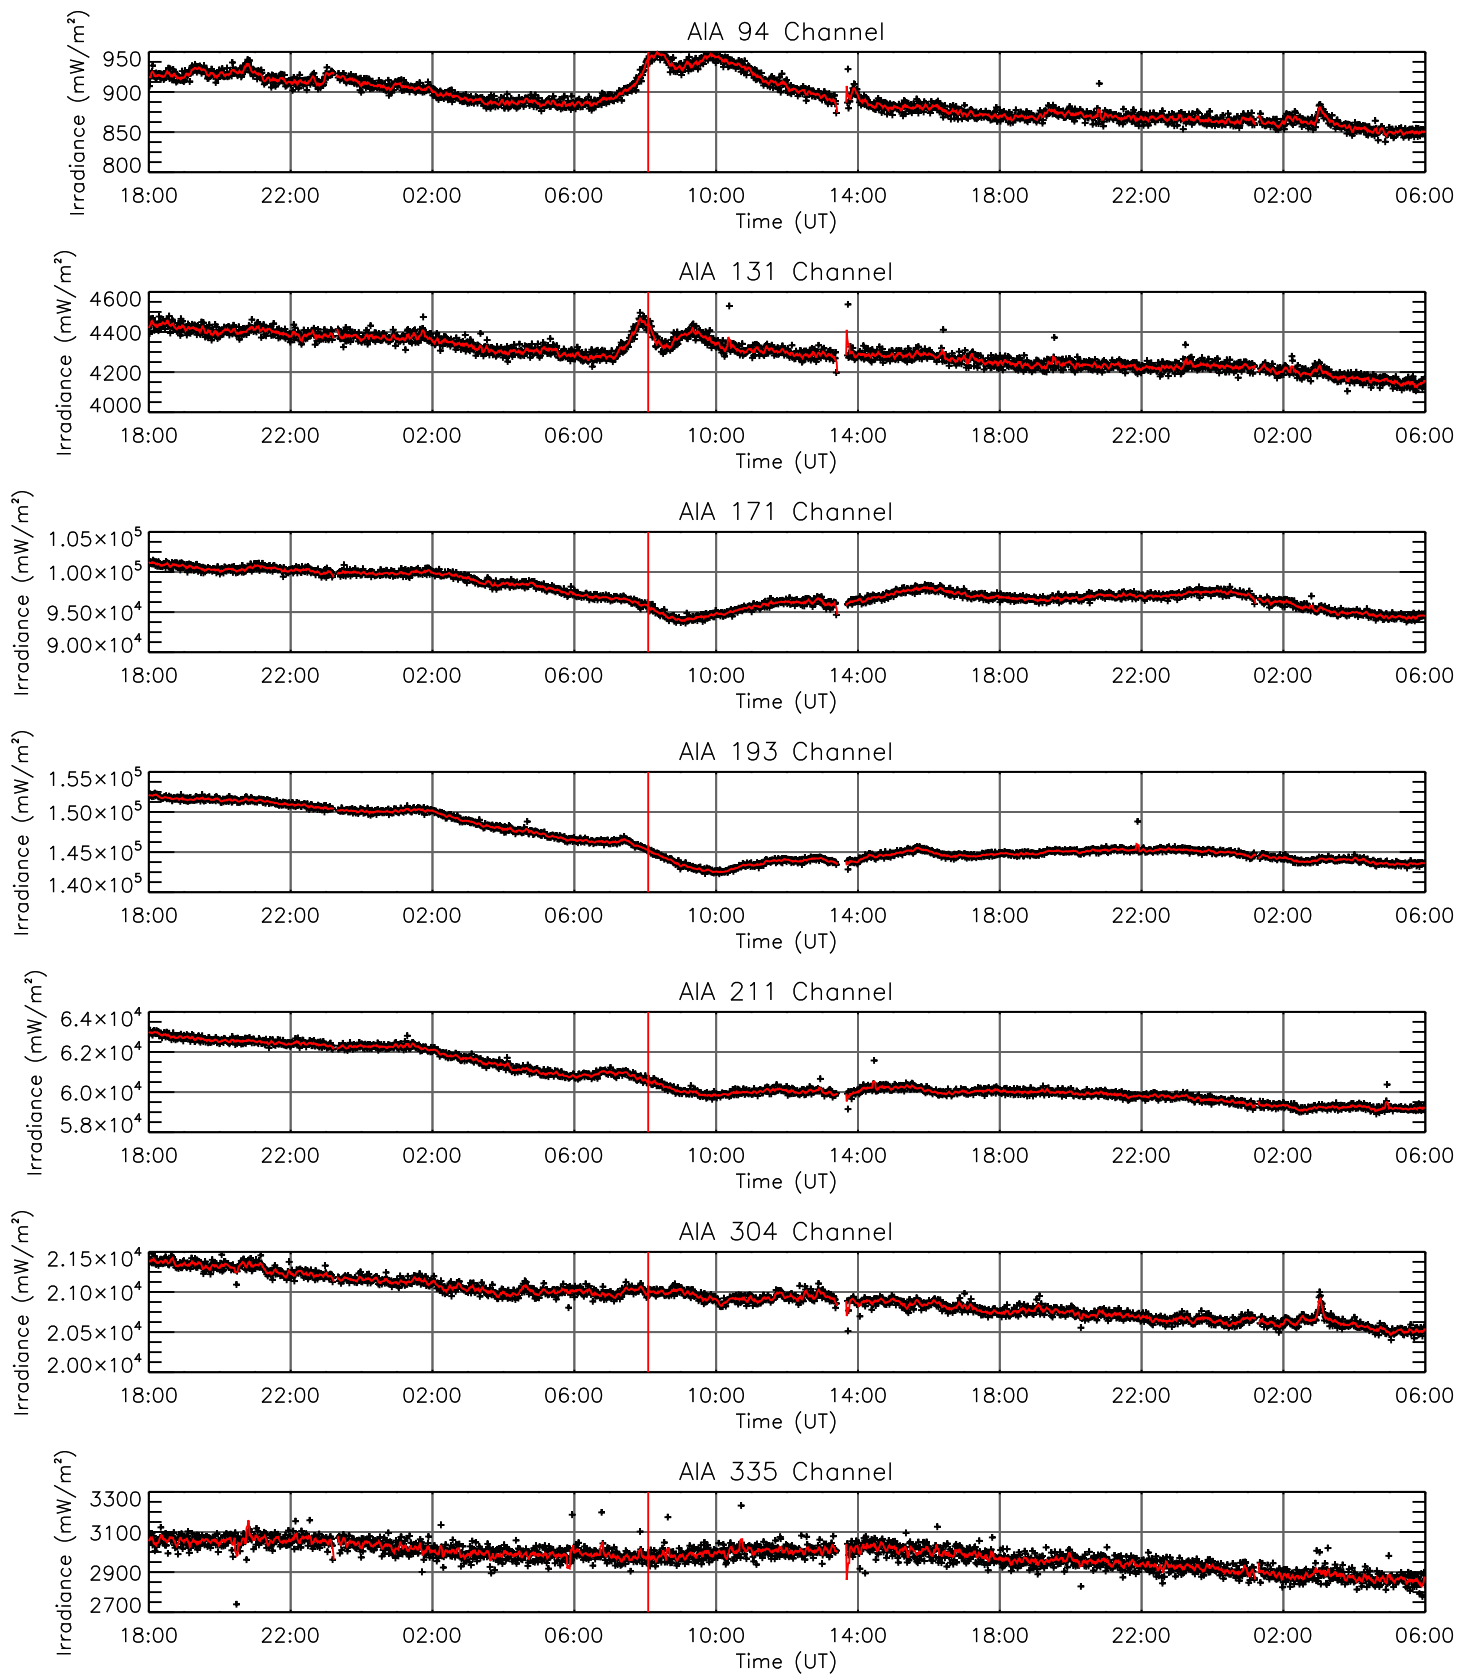 AIA 94 Channel
Irradiance (mW/m²)
950
900
850
800
18:00 22:00 02:00 06:00 10:00 14:00 18:00 22:00 02:00 06:00
Time (UT)
AIA 131 Channel
Irradiance (mW/m²)
4600
4400
4200
4000
18:00 22:00 02:00 06:00 10:00 14:00 18:00 22:00 02:00 06:00
Time (UT)
AIA 171 Channel
Irradiance (mW/m²)
1.05×10⁵
1.00×10⁵
9.50×10⁴
9.00×10⁴
18:00 22:00 02:00 06:00 10:00 14:00 18:00 22:00 02:00 06:00
Time (UT)
AIA 193 Channel
Irradiance (mW/m²)
1.55×10⁵
1.50×10⁵
1.45×10⁵
1.40×10⁵
18:00 22:00 02:00 06:00 10:00 14:00 18:00 22:00 02:00 06:00
Time (UT)
AIA 211 Channel
Irradiance (mW/m²)
6.4×10⁴
6.2×10⁴
6.0×10⁴
5.8×10⁴
18:00 22:00 02:00 06:00 10:00 14:00 18:00 22:00 02:00 06:00
Time (UT)
AIA 304 Channel
Irradiance (mW/m²)
2.15×10⁴
2.10×10⁴
2.05×10⁴
2.00×10⁴
18:00 22:00 02:00 06:00 10:00 14:00 18:00 22:00 02:00 06:00
Time (UT)
AIA 335 Channel
Irradiance (mW/m²)
3300
3100
2900
2700
18:00 22:00 02:00 06:00 10:00 14:00 18:00 22:00 02:00 06:00
Time (UT)